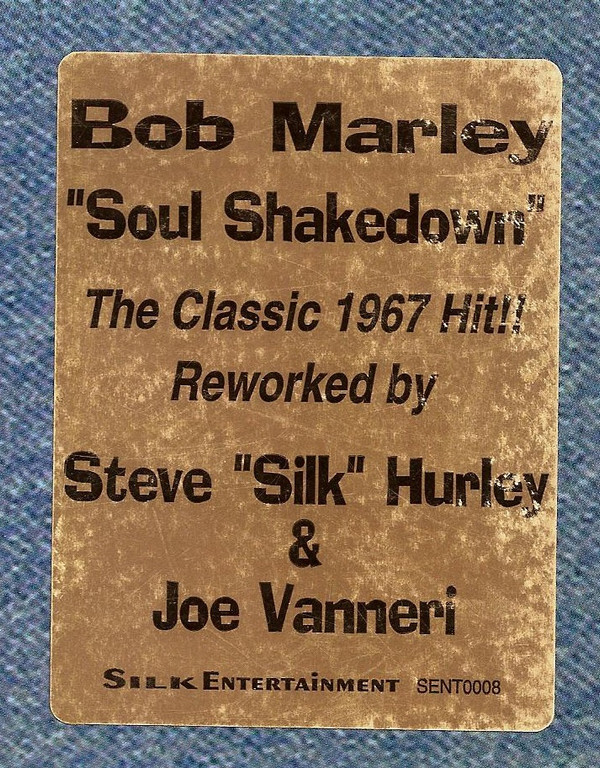 Bob Marley
"Soul Shakedown"
The Classic 1967 Hit!!
Reworked by
Steve "Silk" Hurley
&
Joe Vanneri
SILK ENTERTAiNMENT SENT0008